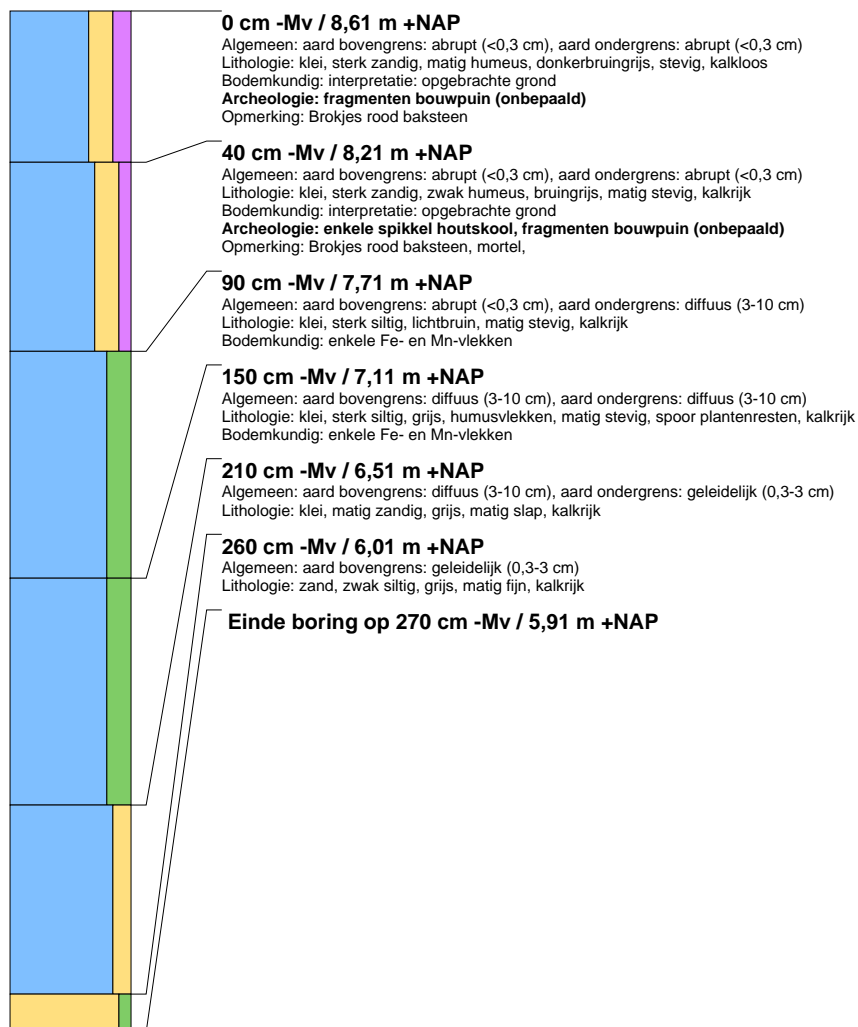 0 cm -Mv / 8,61 m +NAP
Algemeen: aard bovengrens: abrupt (<0,3 cm), aard ondergrens: abrupt (<0,3 cm)
Lithologie: klei, sterk zandig, matig humeus, donkerbruingrijs, stevig, kalkloos
Bodemkundig: interpretatie: opgebrachte grond
Archeologie: fragmenten bouwpuin (onbepaald)
Opmerking: Brokjes rood baksteen
40 cm -Mv / 8,21 m +NAP
Algemeen: aard bovengrens: abrupt (<0,3 cm), aard ondergrens: abrupt (<0,3 cm)
Lithologie: klei, sterk zandig, zwak humeus, bruingrijs, matig stevig, kalkrijk
Bodemkundig: interpretatie: opgebrachte grond
Archeologie: enkele spikkel houtskool, fragmenten bouwpuin (onbepaald)
Opmerking: Brokjes rood baksteen, mortel,
90 cm -Mv / 7,71 m +NAP
Algemeen: aard bovengrens: abrupt (<0,3 cm), aard ondergrens: diffuus (3-10 cm)
Lithologie: klei, sterk siltig, lichtbruin, matig stevig, kalkrijk
Bodemkundig: enkele Fe- en Mn-vlekken
150 cm -Mv / 7,11 m +NAP
Algemeen: aard bovengrens: diffuus (3-10 cm), aard ondergrens: diffuus (3-10 cm)
Lithologie: klei, sterk siltig, grijs, humusvlekken, matig stevig, spoor plantenresten, kalkrijk
Bodemkundig: enkele Fe- en Mn-vlekken
210 cm -Mv / 6,51 m +NAP
Algemeen: aard bovengrens: diffuus (3-10 cm), aard ondergrens: geleidelijk (0,3-3 cm)
Lithologie: klei, matig zandig, grijs, matig slap, kalkrijk
260 cm -Mv / 6,01 m +NAP
Algemeen: aard bovengrens: geleidelijk (0,3-3 cm)
Lithologie: zand, zwak siltig, grijs, matig fijn, kalkrijk
Einde boring op 270 cm -Mv / 5,91 m +NAP